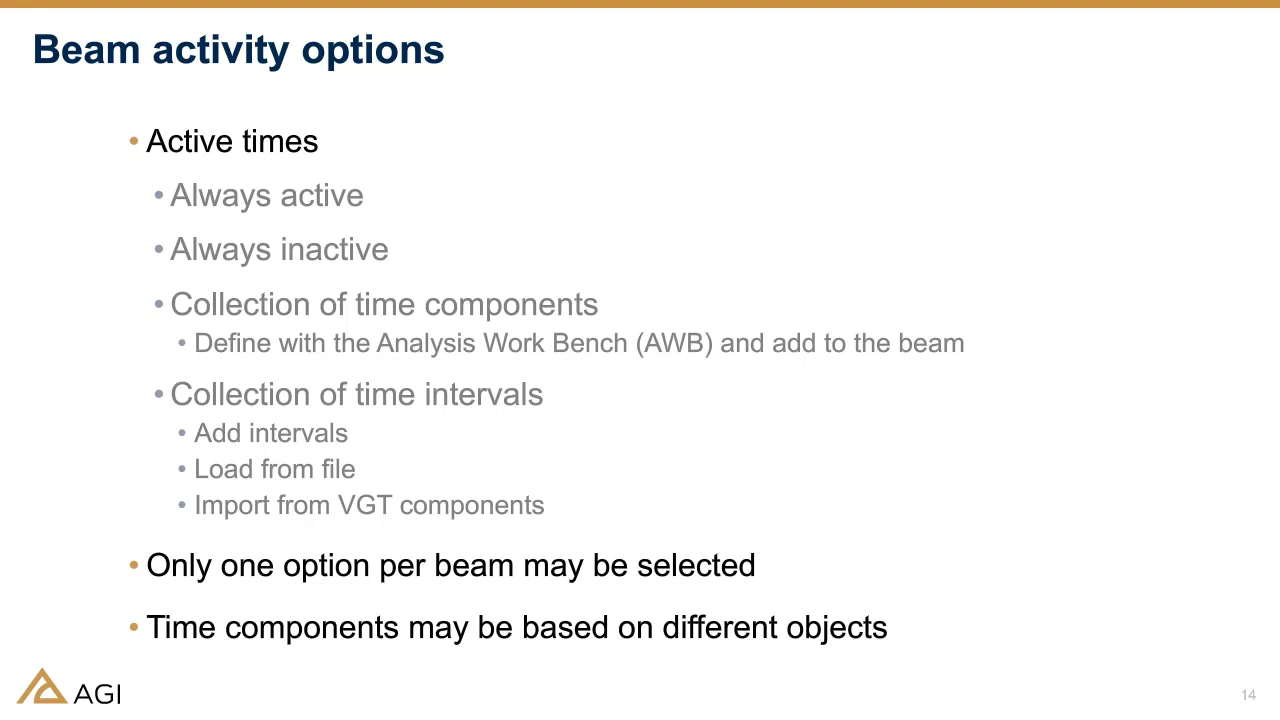 Beam activity options
• Active times
• Always active
• Always inactive
• Collection of time components
• Define with the Analysis Work Bench (AWB) and add to the beam
• Collection of time intervals
• Add intervals
• Load from file
• Import from VGT components
• Only one option per beam may be selected
• Time components may be based on different objects
AGI
14